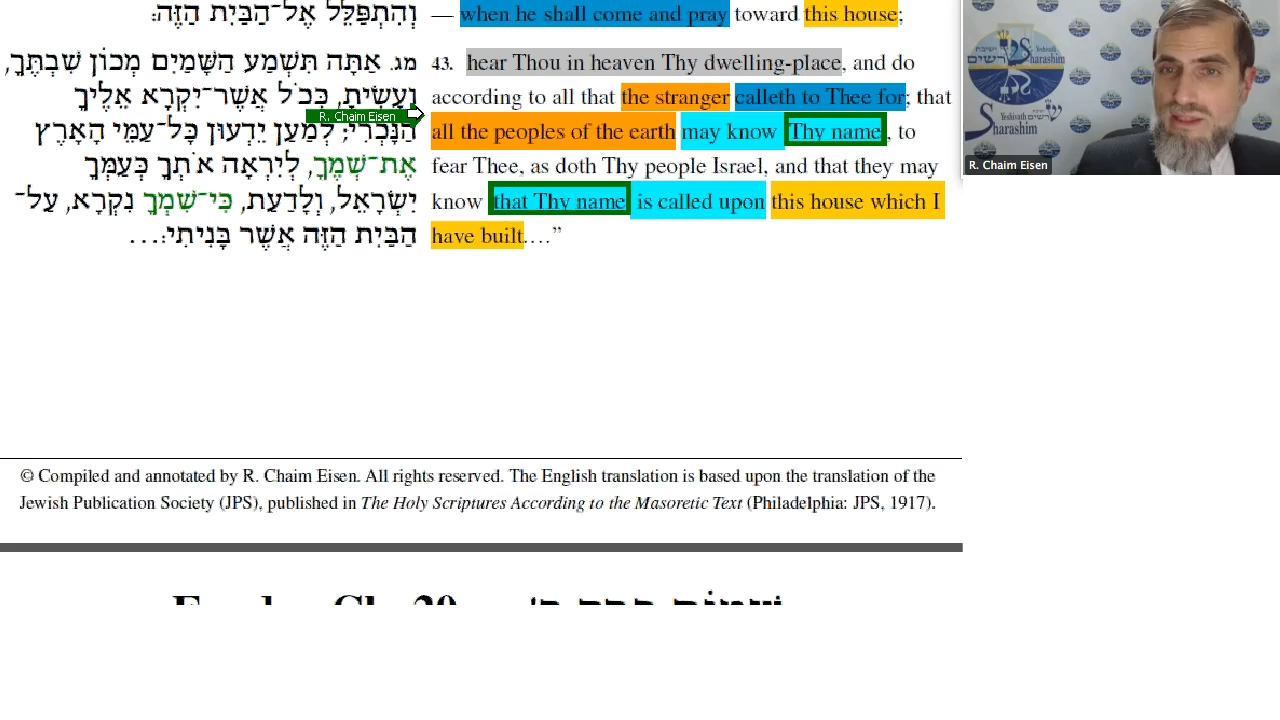 וְהִתְפַּלֵּל אֶל־הַבַּיִת הַזֶּה׃
— when he shall come and pray toward this house;
מג. אַתָּה תִּשְׁמַע הַשָּׁמַיִם מְכוֹן שִׁבְתֶּךָ,
וְעָשִׂיתָ, כְּכֹל אֲשֶׁר־יִקְרָא אֵלֶיךָ
הַנָּכְרִי; לְמַעַן יֵדְעוּן כָּל־עַמֵּי הָאָרֶץ
אֶת־שְׁמֶךָ, לְיִרְאָה אֹתְךָ כְּעַמְּךָ
יִשְׂרָאֵל, וְלָדַעַת, כִּי־שִׁמְךָ נִקְרָא, עַל־
הַבַּיִת הַזֶּה אֲשֶׁר בָּנִיתִי׃...
43. hear Thou in heaven Thy dwelling-place, and do
according to all that the stranger calleth to Thee for; that
all the peoples of the earth may know Thy name, to
fear Thee, as doth Thy people Israel, and that they may
know that Thy name is called upon this house which I
have built....”
R. Chaim Eisen
© Compiled and annotated by R. Chaim Eisen. All rights reserved. The English translation is based upon the translation of the
Jewish Publication Society (JPS), published in The Holy Scriptures According to the Masoretic Text (Philadelphia: JPS, 1917).
Yeshivath
Sharashim
R. Chaim Eisen